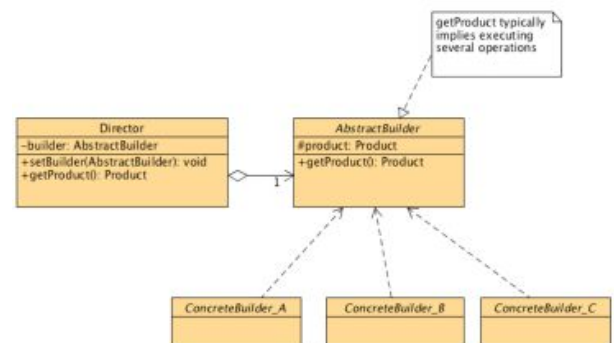 getProduct typically
implies executing
several operations
Director
-builder: AbstractBuilder
+setBuilder(AbstractBuilder): void
+getProduct(): Product
AbstractBuilder
#product: Product
+getProduct(): Product
1
ConcreteBuilder_A
ConcreteBuilder_B
ConcreteBuilder_C